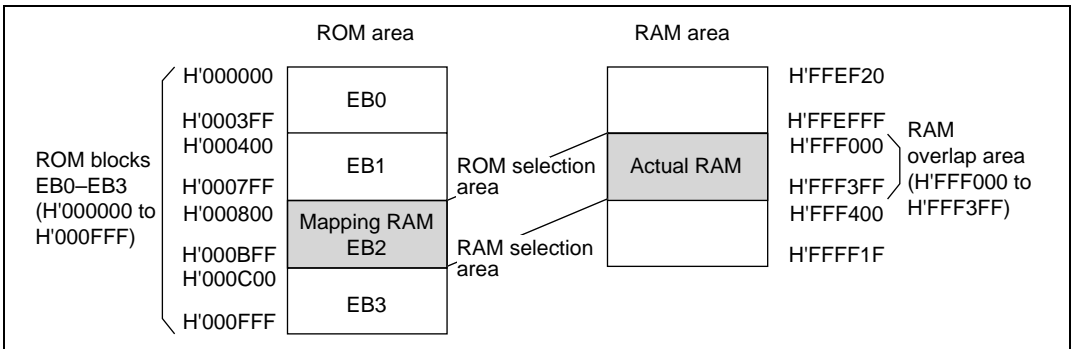 ROM area
RAM area
ROM blocks
EB0–EB3
(H'000000 to
H'000FFF)
H'000000
H'0003FF
H'000400
H'0007FF
H'000800
H'000BFF
H'000C00
H'000FFF
EB0
EB1
Mapping RAM
EB2
EB3
ROM selection
area
RAM selection
area
Actual RAM
H'FFEF20
H'FFEFFF
H'FFF000
H'FFF3FF
H'FFF400
H'FFFF1F
RAM
overlap area
(H'FFF000 to
H'FFF3FF)